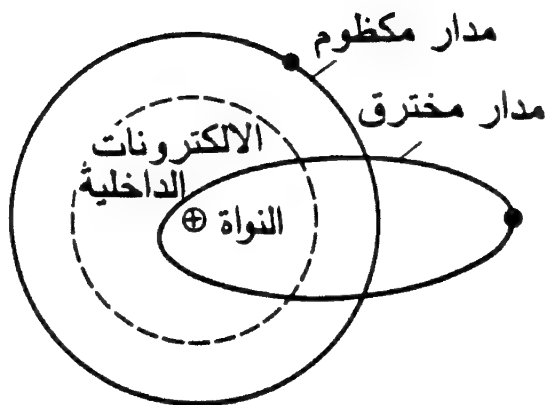 مدار مكظوم
مدار مخترق
الالكترونات
الداخلية
النواة